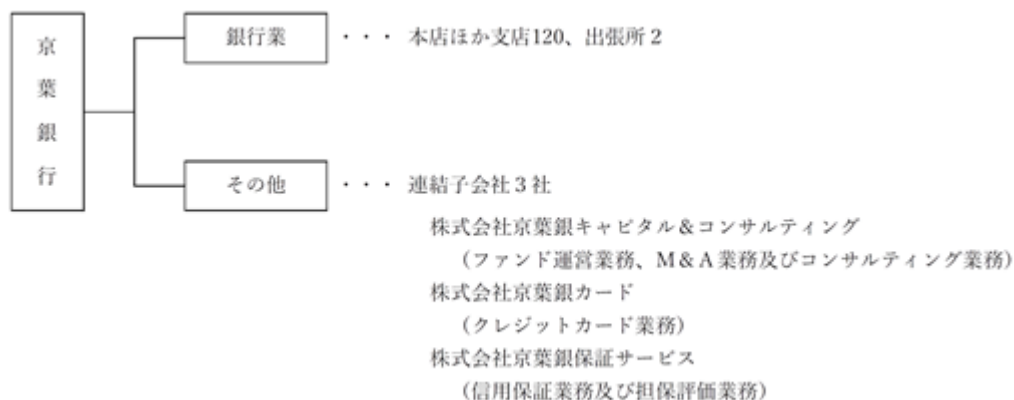 京葉銀行
銀行業 ・・・ 本店ほか支店120、出張所2
その他 ・・・ 連結子会社3社
株式会社京葉銀キャピタル&コンサルティング
（ファンド運営業務、M&A業務及びコンサルティング業務）
株式会社京葉銀カード
（クレジットカード業務）
株式会社京葉銀保証サービス
（信用保証業務及び担保評価業務）